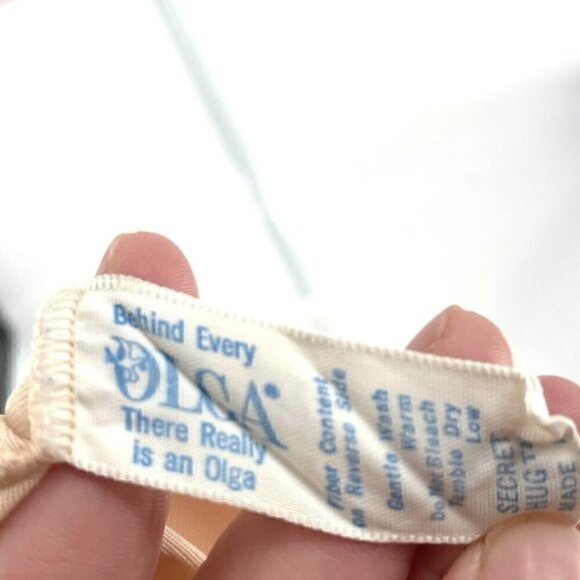 Behind Every
OLGA®
There Really
is an Olga
Fiber Content
on Reverse Side
Gentle Wash
Warm
Do Not Bleach
Tumble Dry
Low
SECRET
HUG
MADE